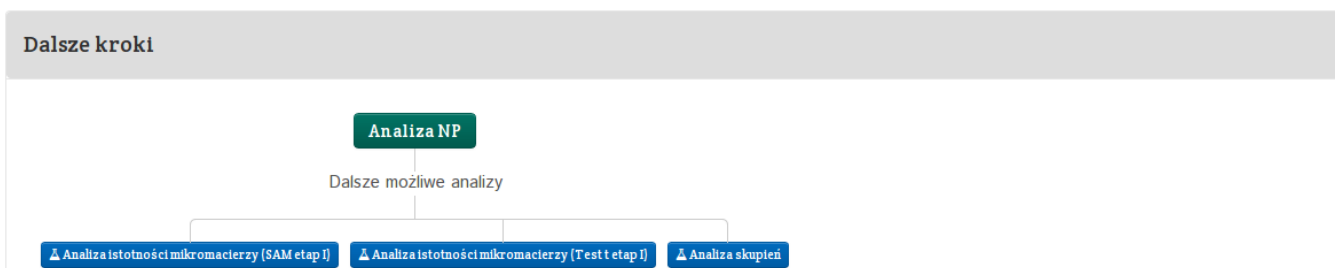 Dalsze kroki
Analiza NP
Dalsze możliwe analizy
Analiza istotności mikromacierzy (SAM etap I) Analiza istotności mikromacierzy (Test t etap I) Analiza skupień